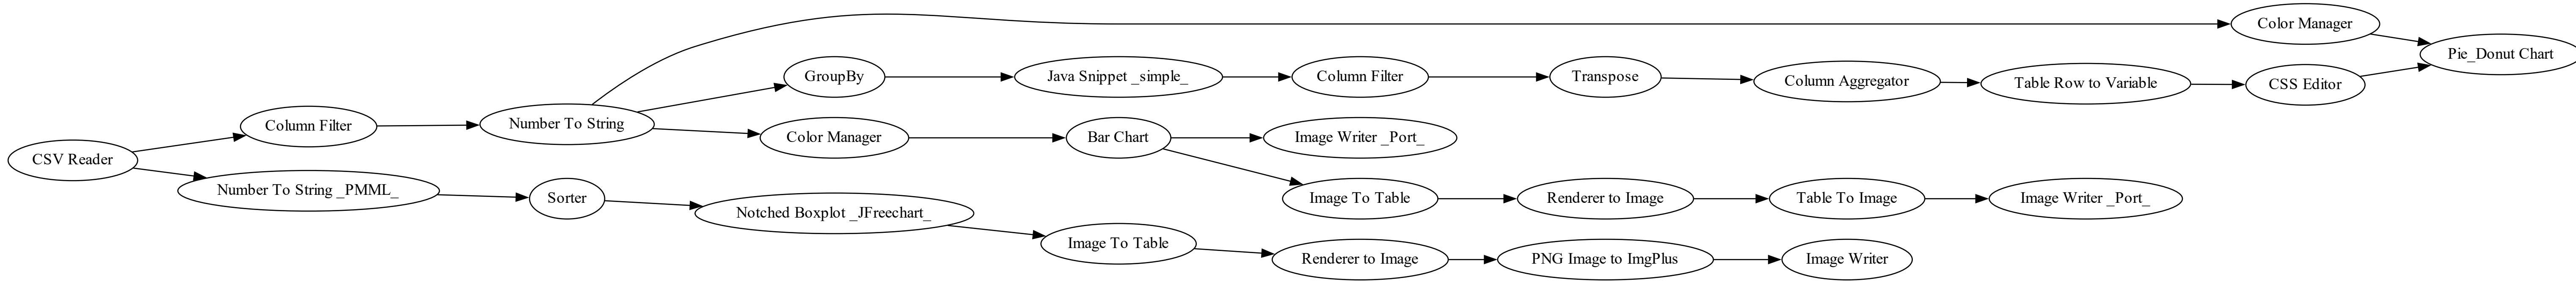 Color Manager
Pie_Donut Chart
GroupBy
Java Snippet _simple_
Column Filter
Transpose
Column Aggregator
Table Row to Variable
CSS Editor
Column Filter
Number To String
Color Manager
Bar Chart
Image Writer _Port_
CSV Reader
Number To String _PMML_
Sorter
Image To Table
Renderer to Image
Table To Image
Image Writer _Port_
Notched Boxplot _JFreechart_
Image To Table
Renderer to Image
PNG Image to ImgPlus
Image Writer